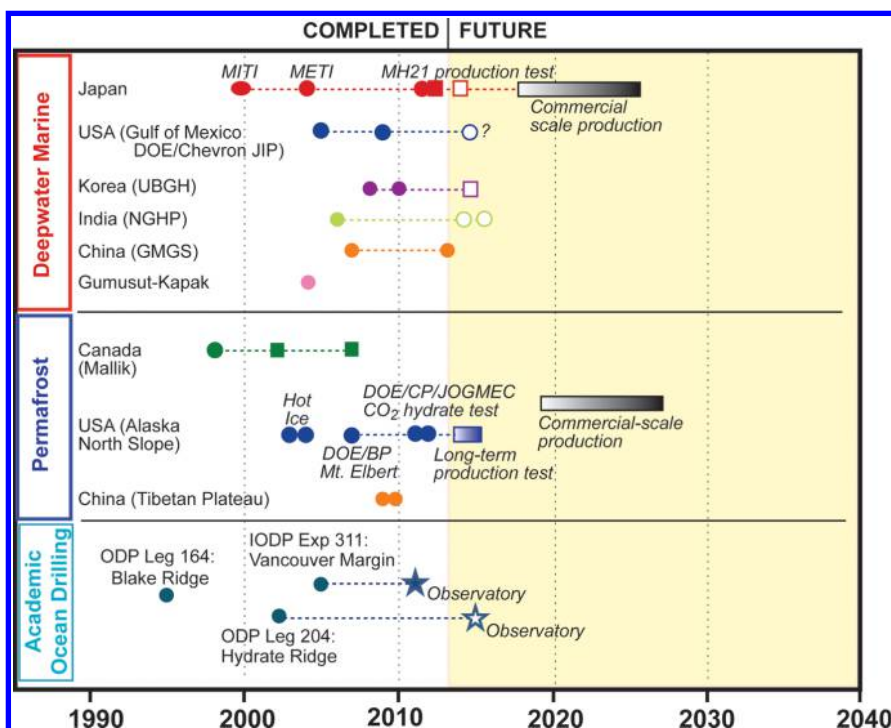 COMPLETED FUTURE
Deepwater Marine
MITI METI MH21 production test
Japan
Commercial
scale production
USA (Gulf of Mexico
DOE/Chevron JIP)
?
Korea (UBGH)
India (NGHP)
China (GMGS)
Gumusut-Kapak
Permafrost
Canada
(Mallik)
DOE/CP/JOGMEC
CO2 hydrate test
Hot
Ice
USA (Alaska
North Slope)
Commercial-scale
production
DOE/BP
Mt. Elbert
Long-term
production test
China (Tibetan Plateau)
Academic
Ocean Drilling
ODP Leg 164:
Blake Ridge
IODP Exp 311:
Vancouver Margin
Observatory
ODP Leg 204:
Hydrate Ridge
Observatory
1990 2000 2010 2020 2030 2040